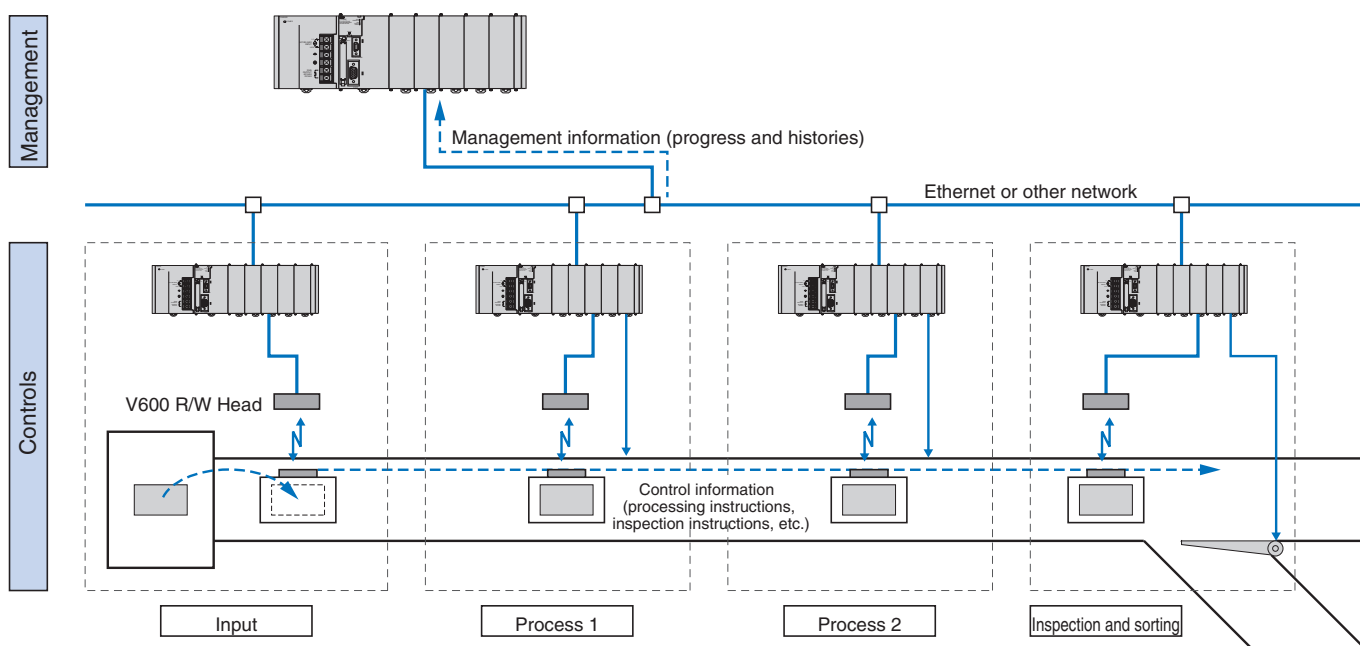 Management
Management information (progress and histories)
Ethernet or other network
Controls
V600 R/W Head
Control information
(processing instructions,
inspection instructions, etc.)
Input
Process 1
Process 2
Inspection and sorting